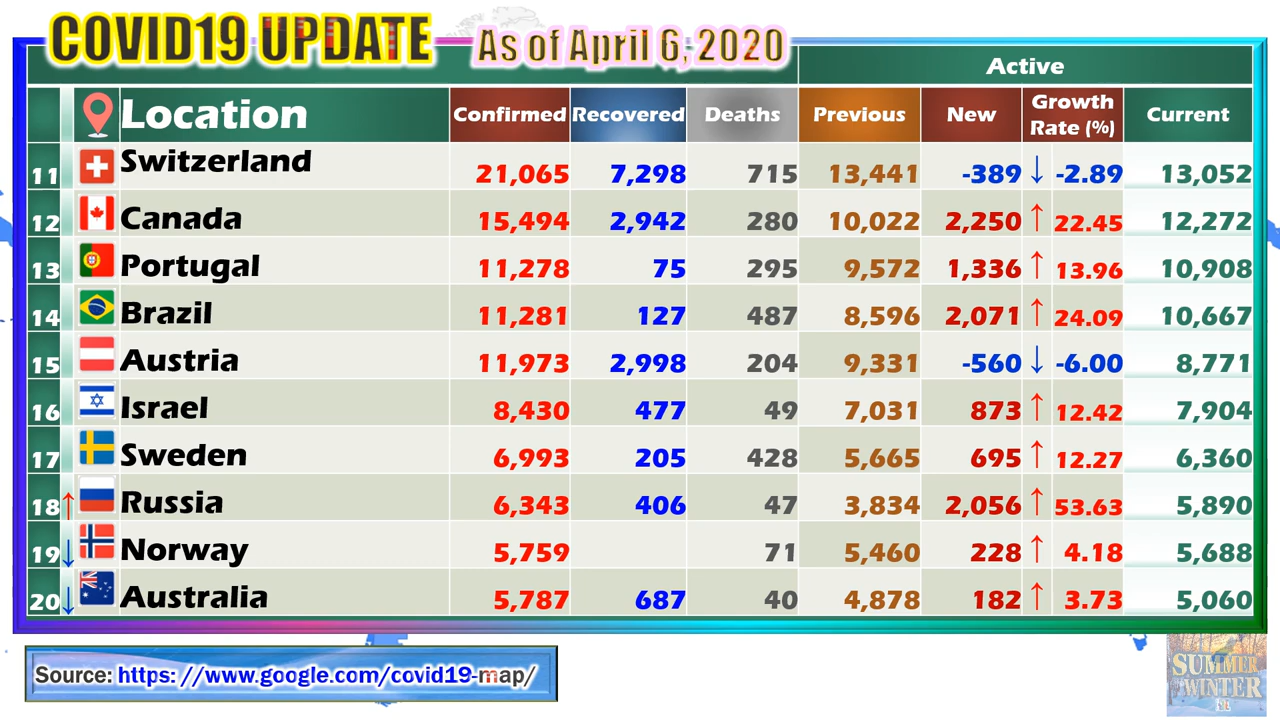 COVID19 UPDATE As of April 6, 2020
Active
Location Confirmed Recovered Deaths Previous New Growth Rate (%) Current
11 Switzerland 21,065 7,298 715 13,441 -389 ↓ -2.89 13,052
12 Canada 15,494 2,942 280 10,022 2,250 ↑ 22.45 12,272
13 Portugal 11,278 75 295 9,572 1,336 ↑ 13.96 10,908
14 Brazil 11,281 127 487 8,596 2,071 ↑ 24.09 10,667
15 Austria 11,973 2,998 204 9,331 -560 ↓ -6.00 8,771
16 Israel 8,430 477 49 7,031 873 ↑ 12.42 7,904
17 Sweden 6,993 205 428 5,665 695 ↑ 12.27 6,360
18 ↑ Russia 6,343 406 47 3,834 2,056 ↑ 53.63 5,890
19 ↓ Norway 5,759 71 5,460 228 ↑ 4.18 5,688
20 ↓ Australia 5,787 687 40 4,878 182 ↑ 3.73 5,060
Source: https: //www.google.com/covid19-map/
SUMMER
WINTER